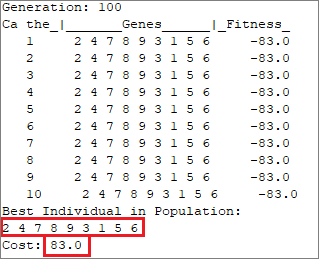 Generation: 100
Ca the_|_______Genes______|_Fitness_
1 2 4 7 8 9 3 1 5 6 -83.0
2 2 4 7 8 9 3 1 5 6 -83.0
3 2 4 7 8 9 3 1 5 6 -83.0
4 2 4 7 8 9 3 1 5 6 -83.0
5 2 4 7 8 9 3 1 5 6 -83.0
6 2 4 7 8 9 3 1 5 6 -83.0
7 2 4 7 8 9 3 1 5 6 -83.0
8 2 4 7 8 9 3 1 5 6 -83.0
9 2 4 7 8 9 3 1 5 6 -83.0
10 2 4 7 8 9 3 1 5 6 -83.0
Best Individual in Population:
2 4 7 8 9 3 1 5 6
Cost: 83.0